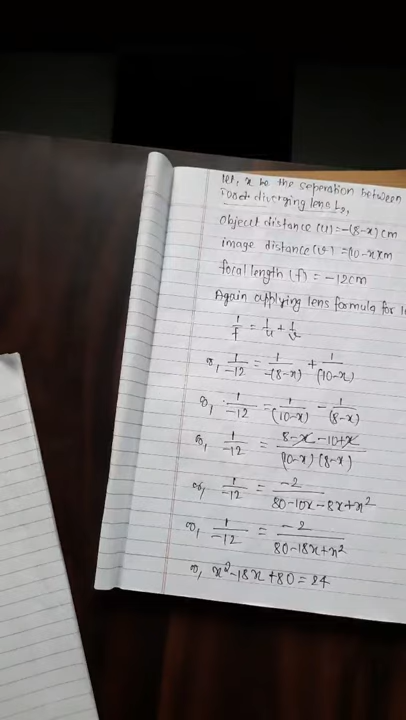 let, x be the seperation between
For diverging lens L2,
object distance (u) = -(8-x) cm
image distance (v) = (10-x) cm
focal length (f) = -12cm
Again applying lens formula for
1/f = 1/u + 1/v
or, 1/-12 = 1/-(8-x) + 1/(10-x)
or, 1/-12 = 1/(10-x) - 1/(8-x)
or, 1/-12 = 8-x-10+x/(10-x)(8-x)
or, 1/-12 = -2/80-10x-8x+x²
or, 1/-12 = -2/80-18x+x²
or, x²-18x+80 = 24